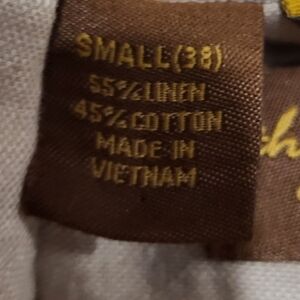 SMALL(38)
55%LINEN
45%COTTON
MADE IN
VIETNAM